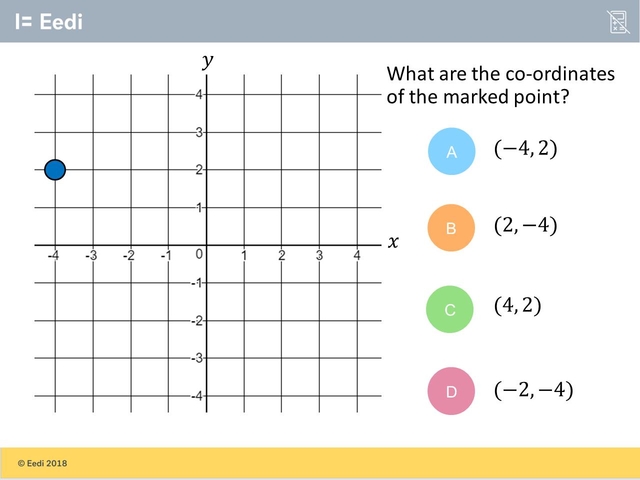 I= Eedi
What are the co-ordinates
of the marked point?
y
4
3
2
1
-4 -3 -2 -1 0 1 2 3 4 x
-1
-2
-3
-4
A (−4, 2)
B (2, −4)
C (4, 2)
D (−2, −4)
© Eedi 2018